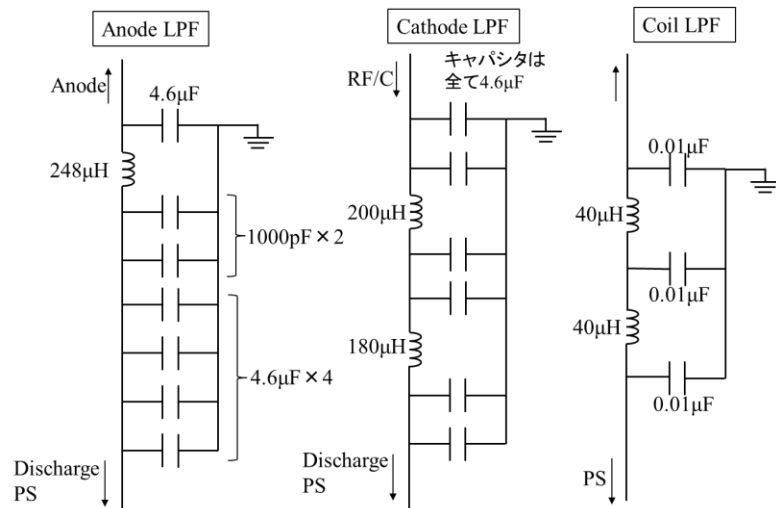 Anode LPF
Anode
4.6μF
248μH
1000pF×2
4.6μF×4
Discharge
PS
Cathode LPF
キャパシタは
全て4.6μF
RF/C
200μH
180μH
Discharge
PS
Coil LPF
0.01μF
40μH
0.01μF
40μH
0.01μF
PS